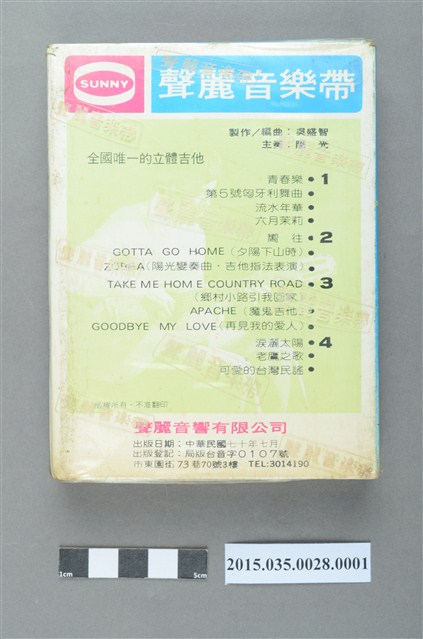 SUNNY
聲麗音樂帶
製作/編曲：吳盛智
主奏：陽 光
全國唯一的立體吉他
青春樂 • 1
第5號匈牙利舞曲 •
流水年華 •
六月茉莉 •
嚮 往 • 2
GOTTA GO HOME (夕陽下山時) •
(陽光變奏曲．吉他指法表演) •
TAKE ME HOME COUNTRY ROAD • 3
(鄉村小路引我回家)
APACHE (魔鬼吉他) •
GOODBYE MY LOVE (再見我的愛人) •
淚灑太陽 • 4
老鷹之歌 •
可愛的台灣民謠 •
版權所有．不准翻印
聲麗音響有限公司
出版日期：中華民國七十年七月
出版登記：局版台音字0107號
市東園街73巷70號3樓 TEL:3014190
1cm 5cm
2015.035.0028.0001